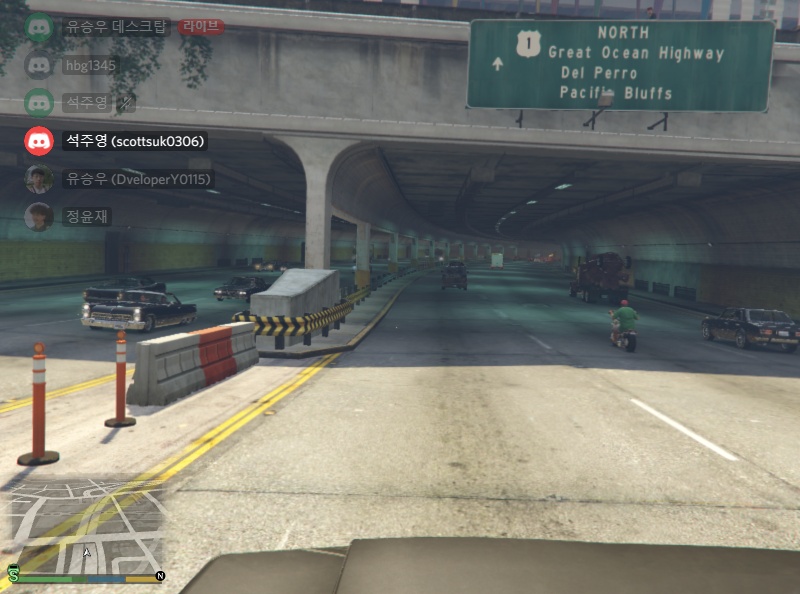 유승우 데스크탑 라이브
hbg1345
석주영
석주영 (scottsuk0306)
유승우 (DveloperY0115)
정윤재
NORTH
1
Great Ocean Highway
Del Perro
Pacific Bluffs
S
N